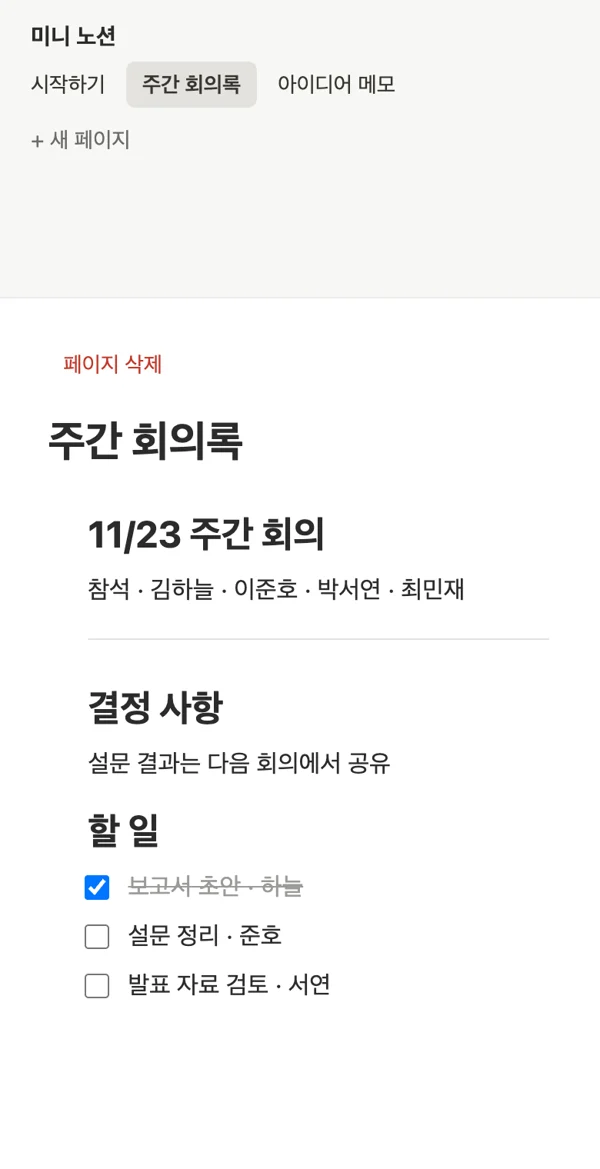 미니 노션
시작하기 주간 회의록 아이디어 메모
+ 새 페이지
페이지 삭제
주간 회의록
11/23 주간 회의
참석 · 김하늘 · 이준호 · 박서연 · 최민재
결정 사항
설문 결과는 다음 회의에서 공유
할 일
보고서 초안 · 하늘
설문 정리 · 준호
발표 자료 검토 · 서연